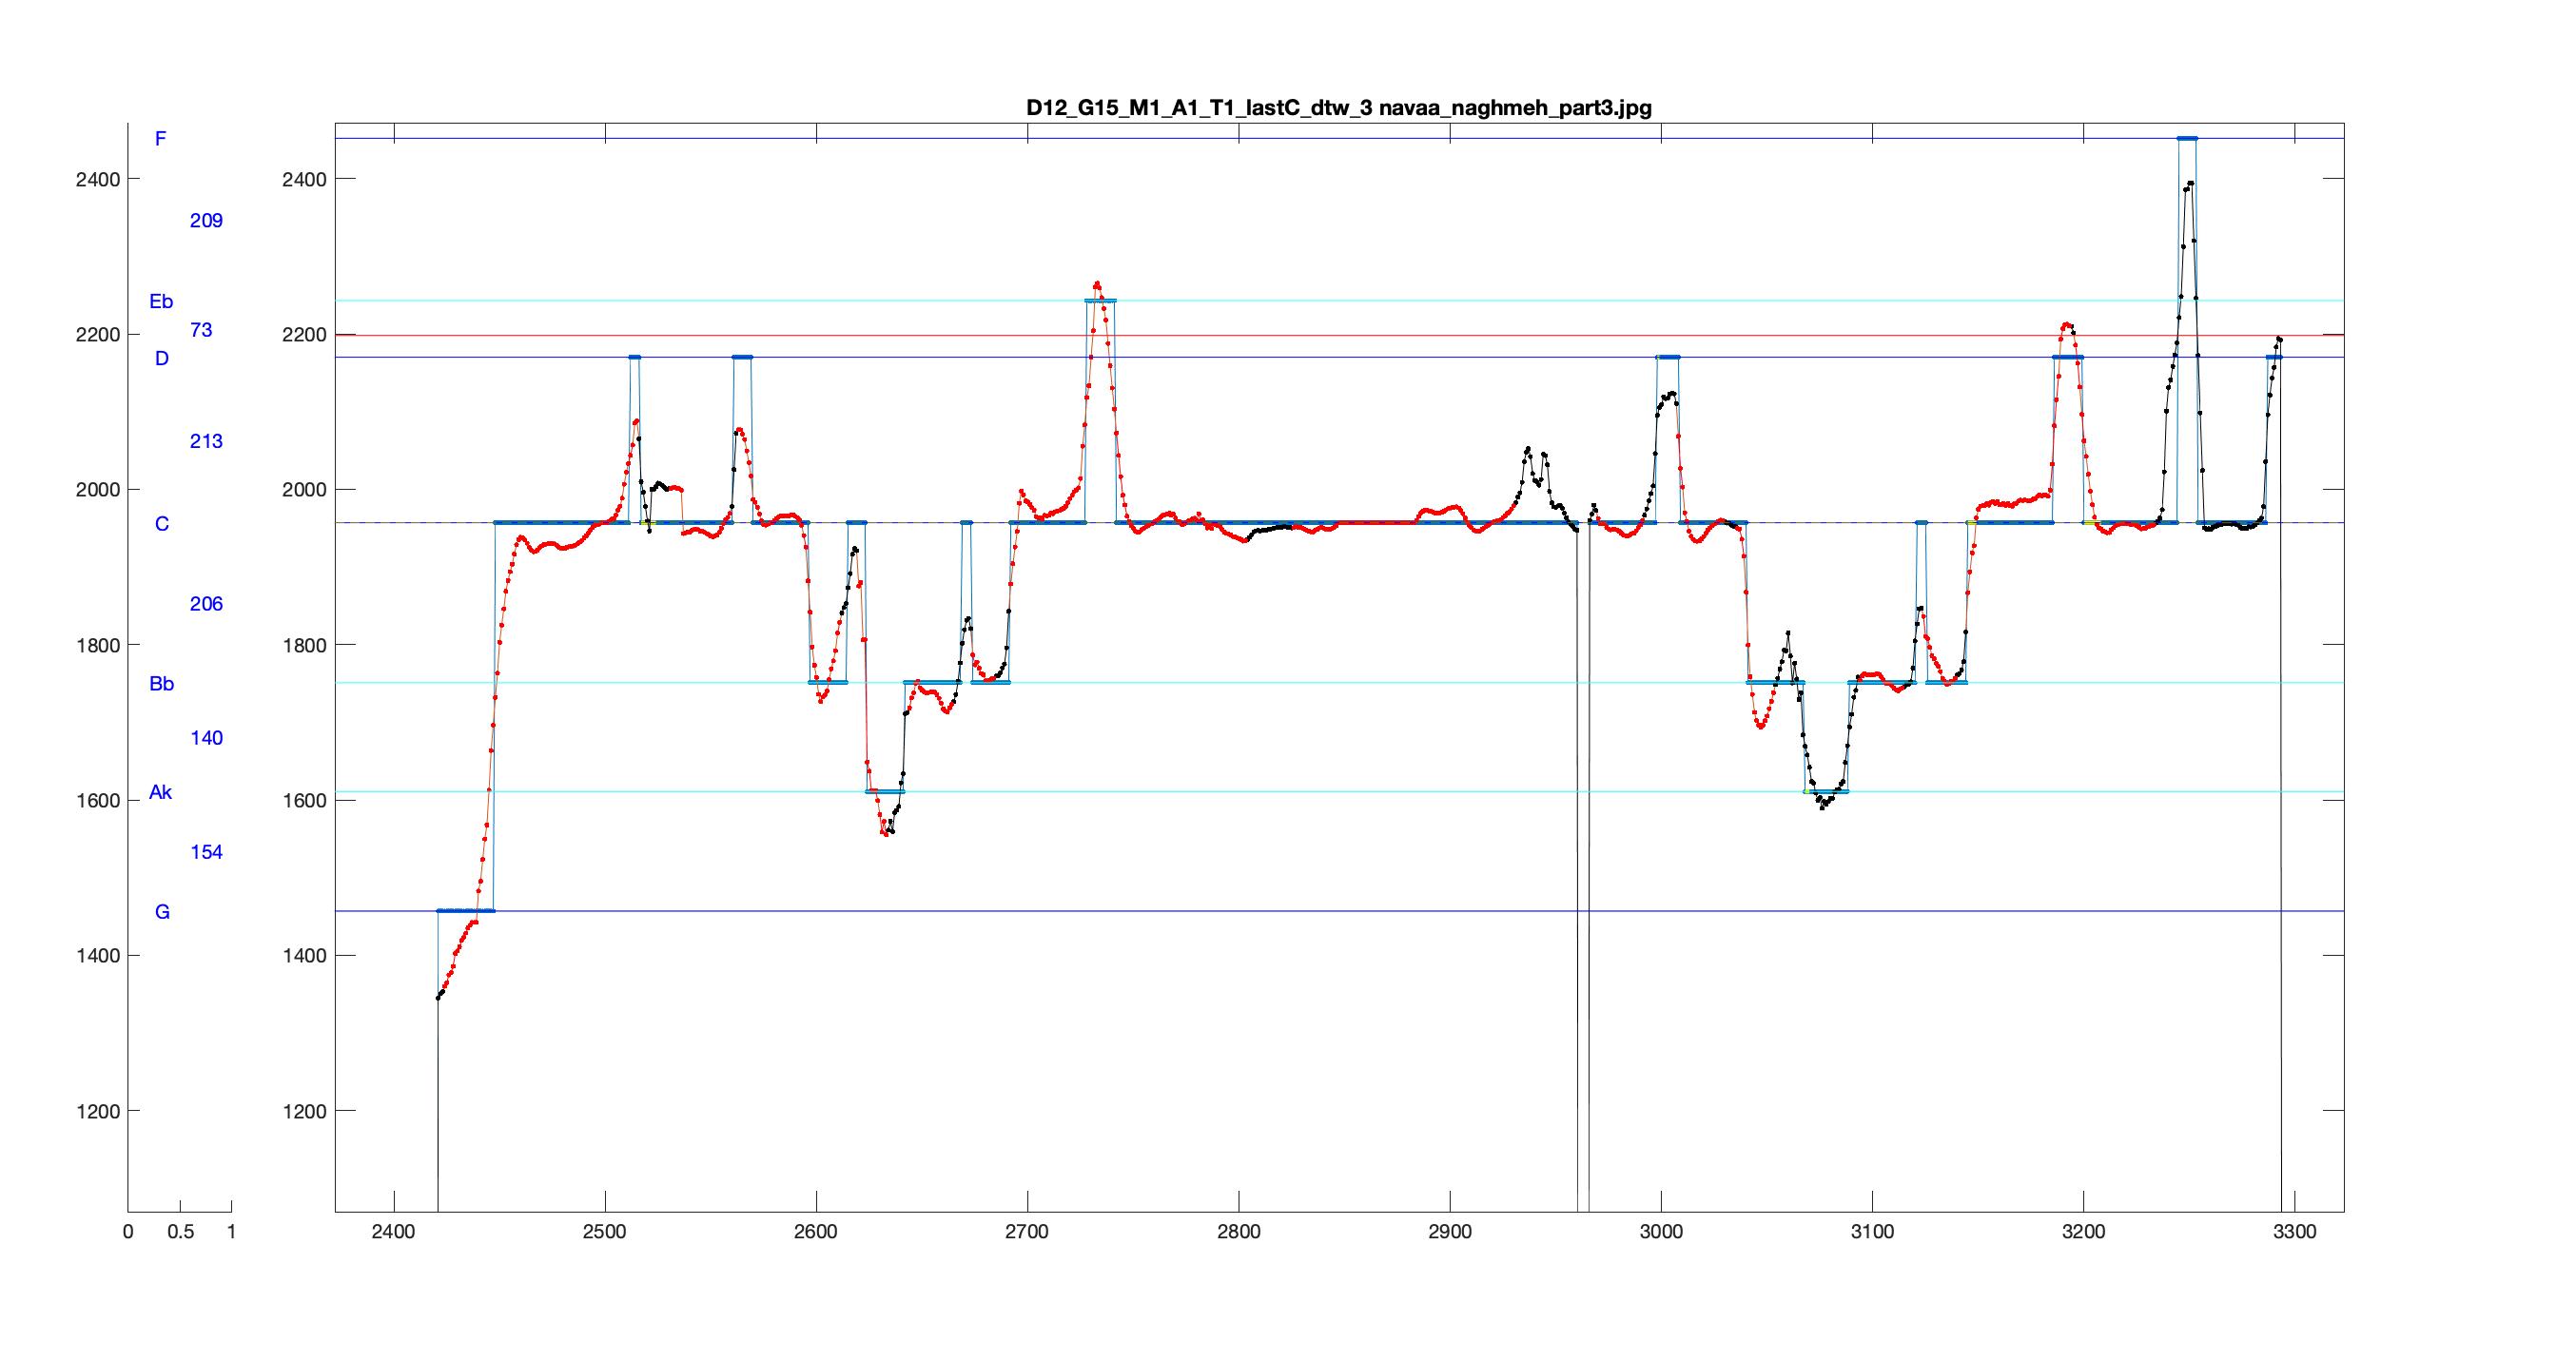 D12_G15_M1_A1_T1_lastC_dtw_3 navaa_naghmeh_part3.jpg
F
2400 2400
209
Eb
73
2200 2200
D
213
2000 2000
C
206
1800 1800
Bb
140
1600 Ak 1600
154
G
1400 1400
1200 1200
0 0.5 1 2400 2500 2600 2700 2800 2900 3000 3100 3200 3300